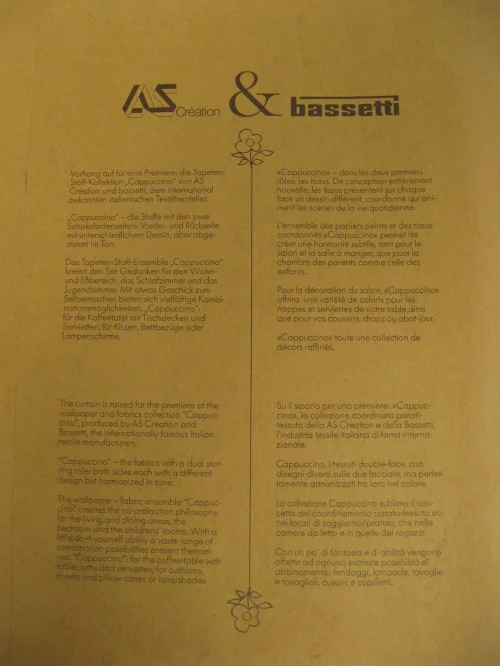 AS Création & bassetti
Vorhang auf für eine Premiere: die Tapeten-
Stoff-Kollektion „Cappuccino" von AS
Création und bassetti, dem international
bekannten italienischen Textilhersteller.
„Cappuccino" – die Stoffe mit den zwei
Schokoladenseiten: Vorder- und Rückseite
mit unterschiedlichem Dessin, aber abge-
stimmt im Ton.
Das Tapeten-Stoff-Ensemble „Cappuccino"
kreiert den Set-Gedanken für den Wohn-
und Eßbereich, das Schlafzimmer und das
Jugendzimmer. Mit etwas Geschick zum
Selbermachen bieten sich vielfältige Kombi-
nationsmöglichkeiten: „Cappuccino":
für die Kaffeetafel mit Tischdecken und
Servietten, für Kissen, Bettbezüge oder
Lampenschirme.
«Cappuccino» – dans les deux premiers
rôles: les tissus. De conception entièrement
nouvelle, les tissus présentent sur chaque
face un dessin différent, coordonné qui ani-
ment les scènes de la vie quotidienne.
L'ensemble des papiers peints et des tissus
coordonnés «Cappuccino» permet de
créer une harmonie subtile, tant pour le
salon et la salle à manger, que pour la
chambre des parents comme celle des
enfants.
Pour la décoration du salon, «Cappuccino»
offrira une variété de coloris pour les
nappes et serviettes de votre table ainsi
que pour vos coussins, draps ou abat-jour.
«Cappuccino» toute une collection de
décors raffinés.
The curtain is raised for the premiere of the
wallpaper and fabrics collection "Cappuc-
cino", produced by AS Création and
Bassetti, the internationally famous Italian
textile manufacturers.
"Cappuccino" – the fabrics with a dual star-
ring role: both sides each with a different
design but harmonized in tone.
The wallpaper – fabric ensemble "Cappuc-
cino" creates the co-ordination philosophy
for the living and dining areas, the
bedroom and the childrens' rooms. With a
little do-it-yourself ability a vaste range of
combination possibilities present themsel-
ves. "Cappuccino": for the coffee-table with
tablecloths and serviettes, for cushions,
sheets and pillow-cases or lampshades.
Su il sipario per una premiere: «Cappuc-
cino», la collezione coordinata parati-
tessuto della AS Création e della Bassetti,
l'industria tessile italiana di fama interna-
zionale.
Cappuccino, i tessuti double-face, con
disegni diversi sulle due facciate, ma perfet-
tamente armonizzati tra loro nel colore.
La collezione Cappuccino sublima il con-
cetto del coordinamento parato-tessuto sia
nei locali di soggiorno/pranzo, che nelle
camere da letto e in quelle dei ragazzi.
Con un po' di fantasia e di abilità vengono
offerte ad ognuno svariate possibilità di
abbinamento: tendaggi, lampade, tovaglie
e tovaglioli, cuscini e copriletti.